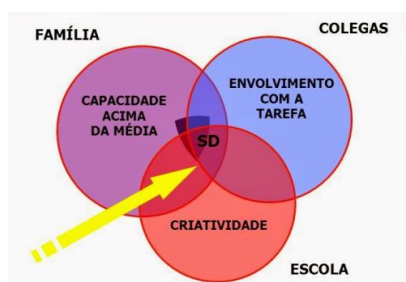 FAMÍLIA
COLEGAS
CAPACIDADE
ACIMA
DA MÉDIA
ENVOLVIMENTO
COM A
TAREFA
SD
CRIATIVIDADE
ESCOLA